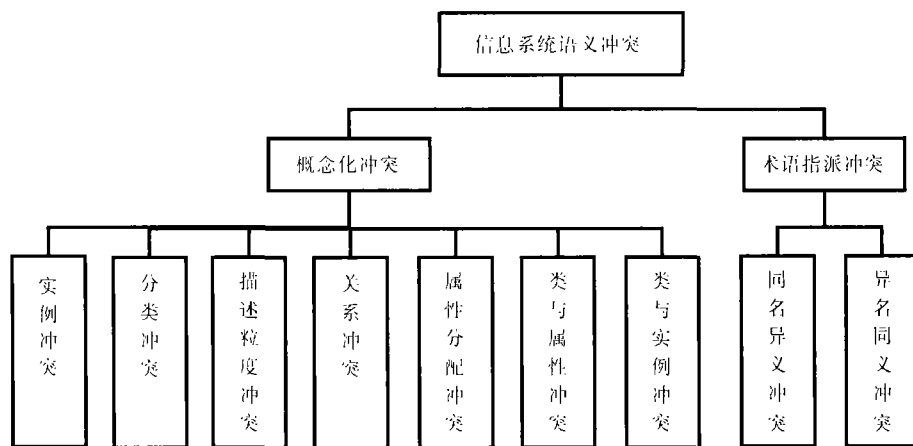 信息系统语义冲突
概念化冲突
术语指派冲突
实例冲突
分类冲突
描述粒度冲突
关系冲突
属性分配冲突
类与属性冲突
类与实例冲突
同名异义冲突
异名同义冲突